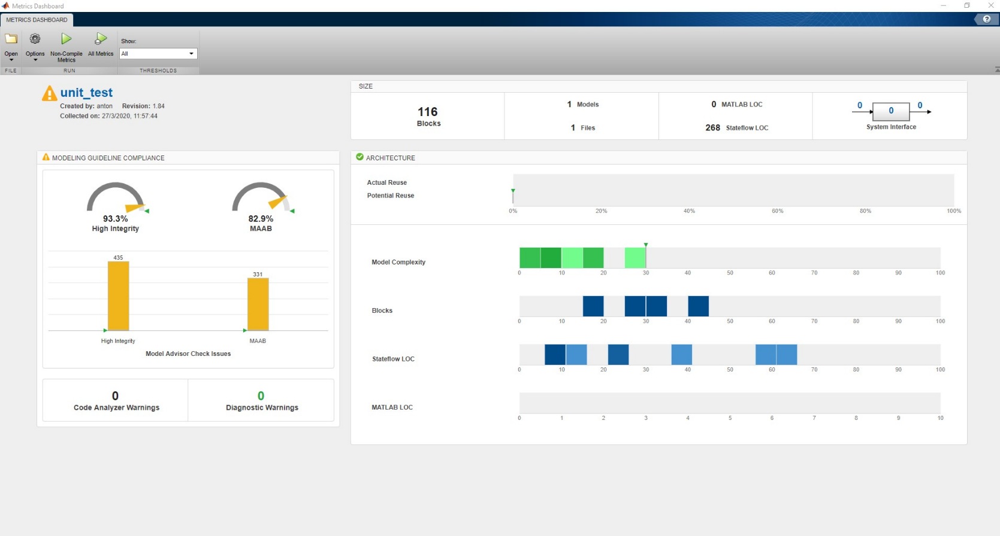 Metrics Dashboard
METRICS DASHBOARD
?
Open
Options
Non-Compile
Metrics
All Metrics
Show:
All
FILE
RUN
THRESHOLDS
unit_test
Created by: anton Revision: 1.84
Collected on: 27/3/2020, 11:57:44
SIZE
116
Blocks
1 Models
1 Files
0 MATLAB LOC
268 Stateflow LOC
0 0 0
System Interface
MODELING GUIDELINE COMPLIANCE
93.3%
High Integrity
82.9%
MAAB
435
331
High Integrity
MAAB
Model Advisor Check Issues
0
Code Analyzer Warnings
0
Diagnostic Warnings
ARCHITECTURE
Actual Reuse
Potential Reuse
0% 20% 40% 60% 80% 100%
Model Complexity
0 10 20 30 40 50 60 70 80 90 100
Blocks
0 10 20 30 40 50 60 70 80 90 100
Stateflow LOC
0 10 20 30 40 50 60 70 80 90 100
MATLAB LOC
0 1 2 3 4 5 6 7 8 9 10